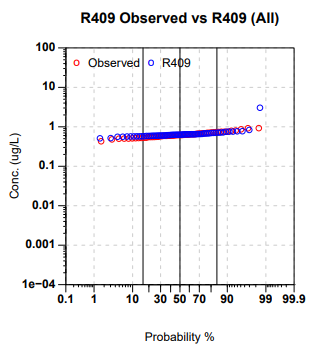 R409 Observed vs R409 (All)
100
Observed R409
10
1
0.1
0.01
0.001
1e−04
Conc. (ug/L)
0.1 1 10 30 50 70 90 99 99.9
Probability %